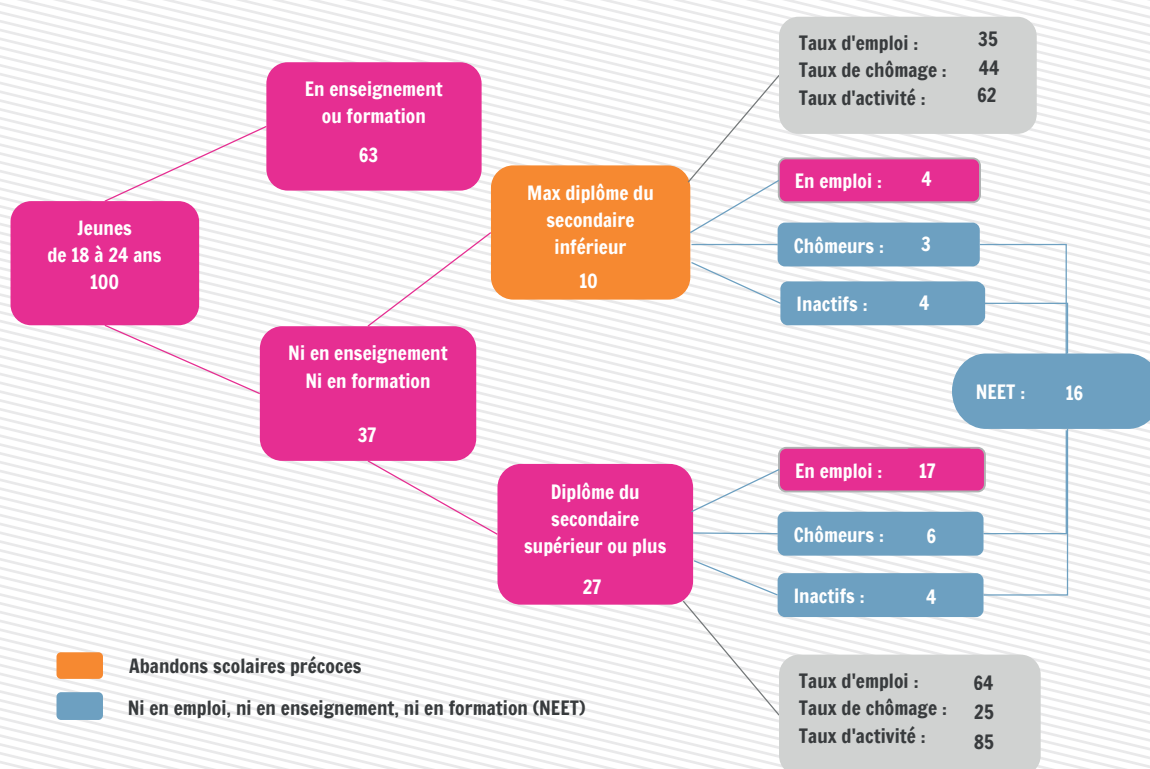 Jeunes
de 18 à 24 ans
100
En enseignement
ou formation
63
Ni en enseignement
Ni en formation
37
Max diplôme du
secondaire
inférieur
10
Diplôme du
secondaire
supérieur ou plus
27
Taux d'emploi : 35
Taux de chômage : 44
Taux d'activité : 62
En emploi : 4
Chômeurs : 3
Inactifs : 4
NEET : 16
En emploi : 17
Chômeurs : 6
Inactifs : 4
Taux d'emploi : 64
Taux de chômage : 25
Taux d'activité : 85
Abandons scolaires précoces
Ni en emploi, ni en enseignement, ni en formation (NEET)